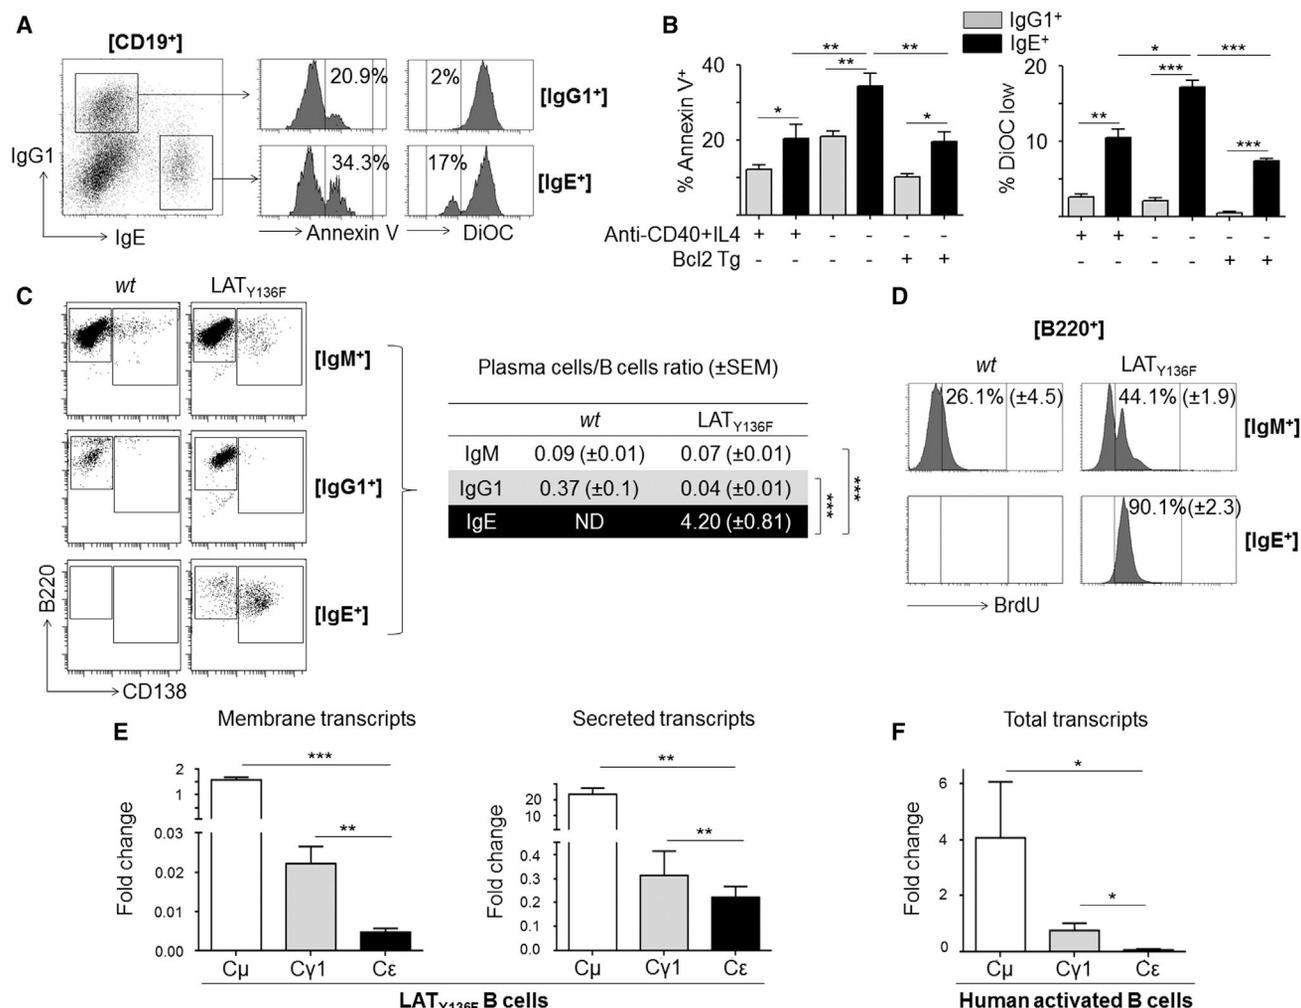 A
[CD19+]
20.9%
2%
[IgG1+]
34.3%
17%
[IgE+]
IgG1
IgE
Annexin V
DiOC
B
IgG1+
IgE+
% Annexin V+
40
20
** **
**
* *
% DiOC low
20
10
0
* ***
***
** ***
Anti-CD40+IL4 + + - - - - + + - - - -
Bcl2 Tg - - - - + + - - - - + +
C
wt LATY136F
[IgM+]
[IgG1+]
[IgE+]
B220
CD138
Plasma cells/B cells ratio (±SEM)
wt LATY136F
IgM 0.09 (±0.01) 0.07 (±0.01)
IgG1 0.37 (±0.1) 0.04 (±0.01)
IgE ND 4.20 (±0.81)
***
***
D
[B220+]
wt LATY136F
26.1% (±4.5) 44.1% (±1.9)
[IgM+]
90.1%(±2.3)
[IgE+]
BrdU
E
Membrane transcripts
Fold change
2
1
0.03
0.02
0.01
0.00
***
**
Cμ Cγ1 Cε
Secreted transcripts
Fold change
20
10
0.4
0.3
0.2
0.1
0.0
**
**
Cμ Cγ1 Cε
LATY136F B cells
F
Total transcripts
Fold change
6
4
2
0
*
*
Cμ Cγ1 Cε
Human activated B cells